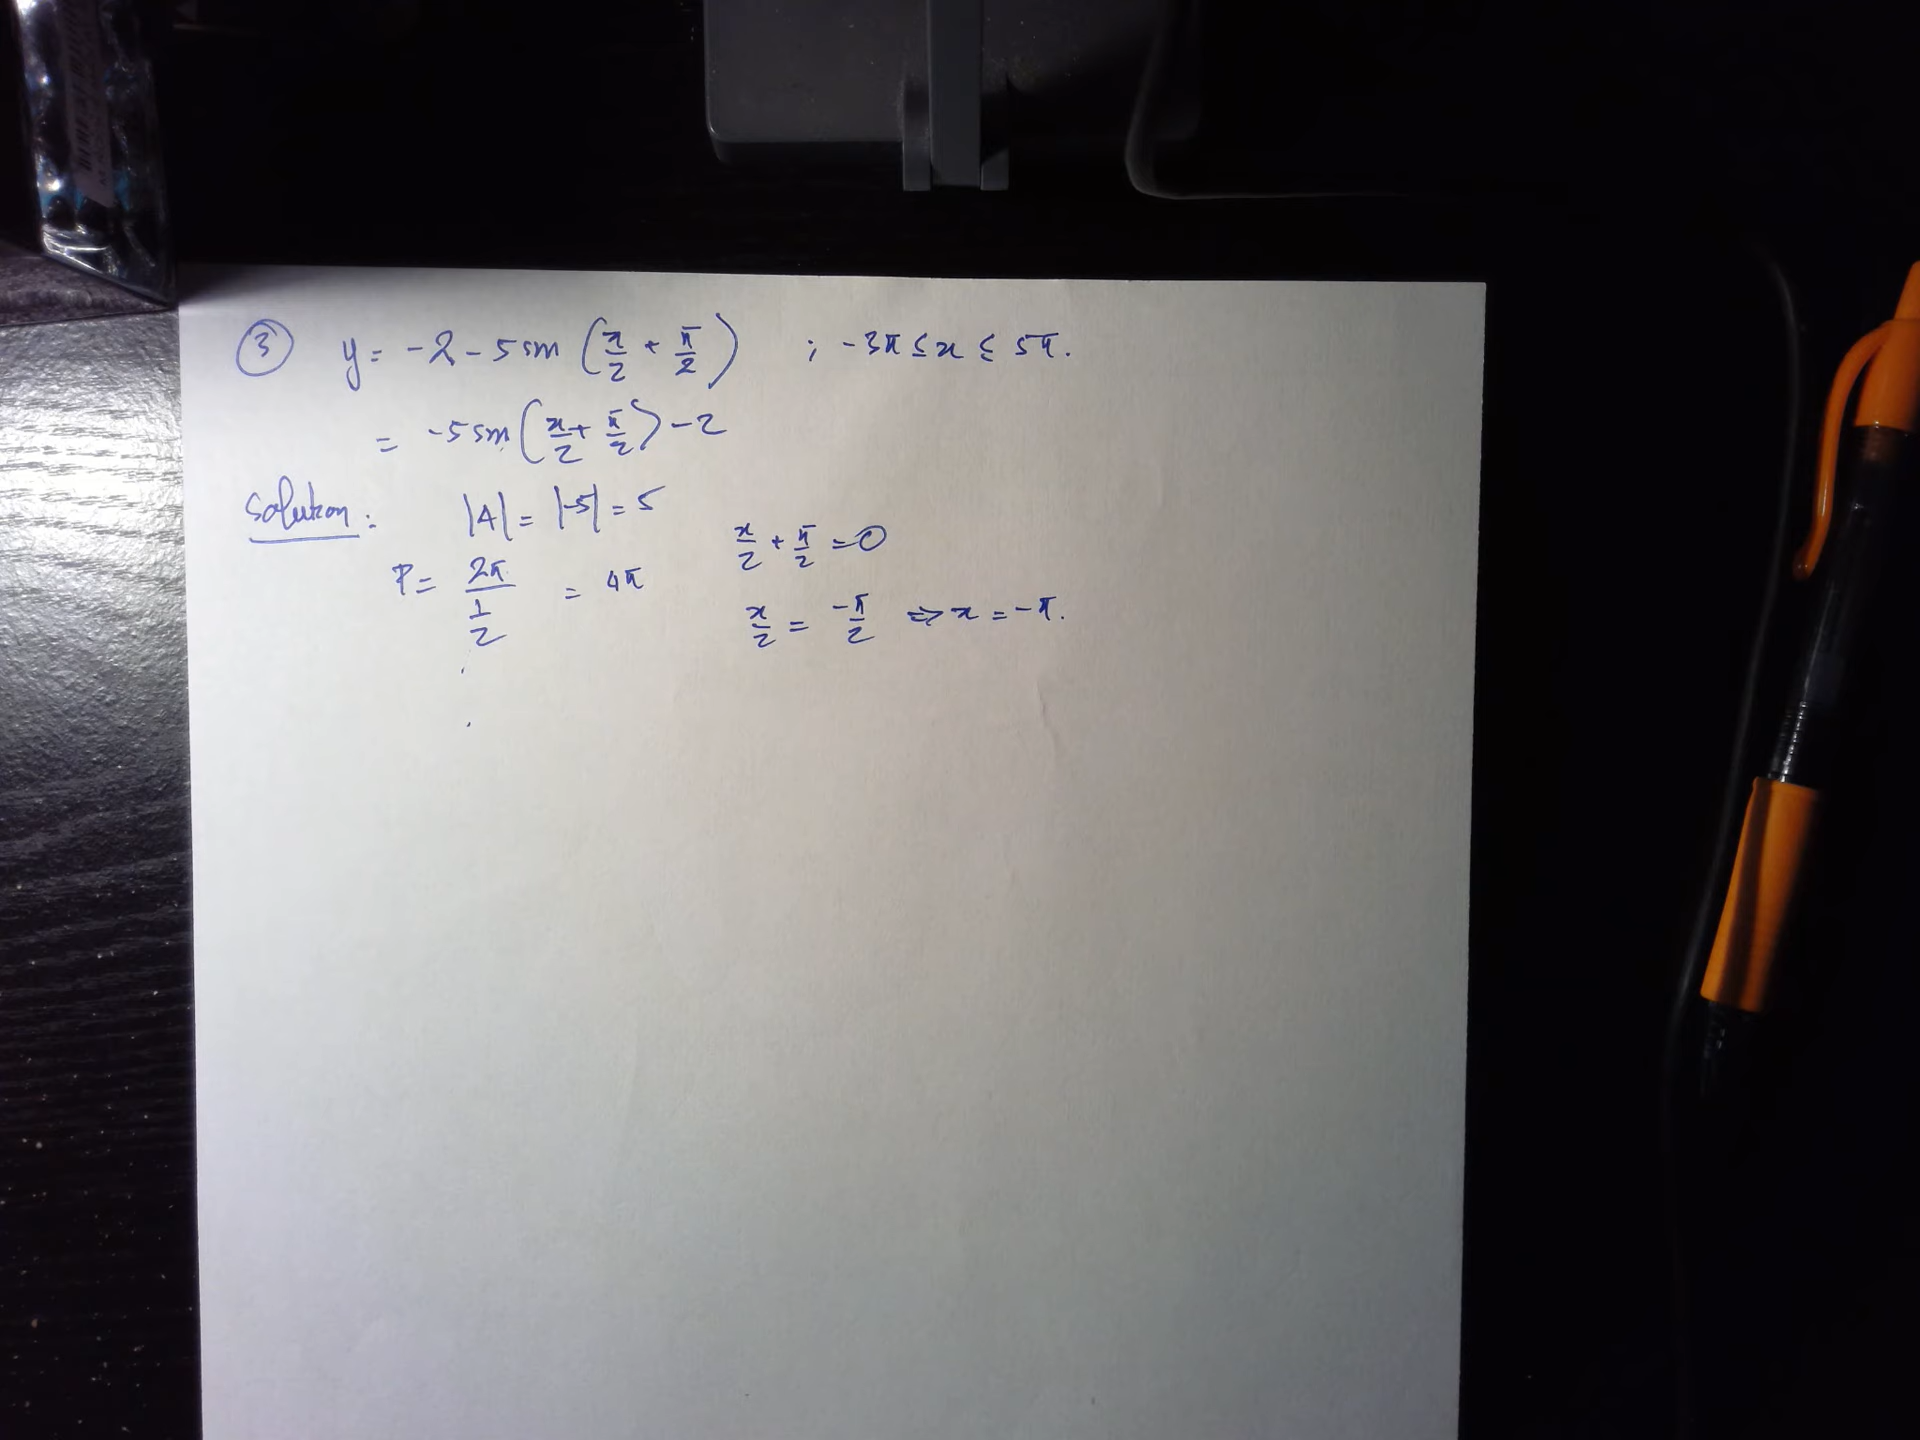 ③ y = -2 - 5 sin (x/2 + π/2) ; -3π ≤ x ≤ 5π.
= -5 sin (x/2 + π/2) - 2
Solution: |A| = |-5| = 5
x/2 + π/2 = 0
P = 2π/(1/2) = 4π
x/2 = -π/2 => x = -π.